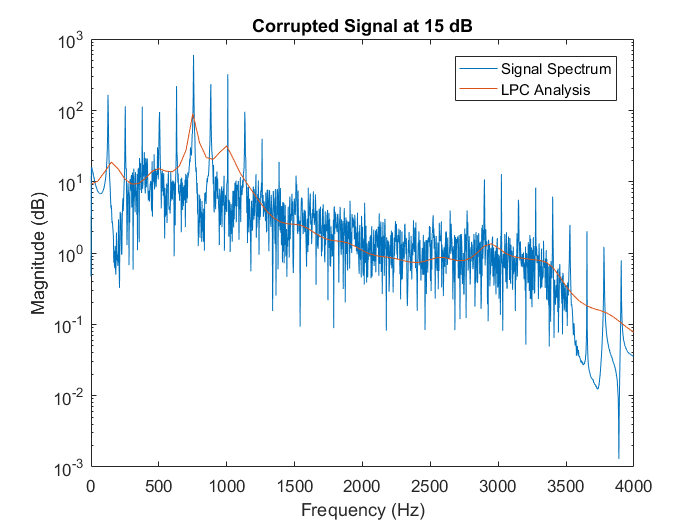 Corrupted Signal at 15 dB
Signal Spectrum
LPC Analysis
Magnitude (dB)
10^3
10^2
10^1
10^0
10^-1
10^-2
10^-3
0 500 1000 1500 2000 2500 3000 3500 4000
Frequency (Hz)